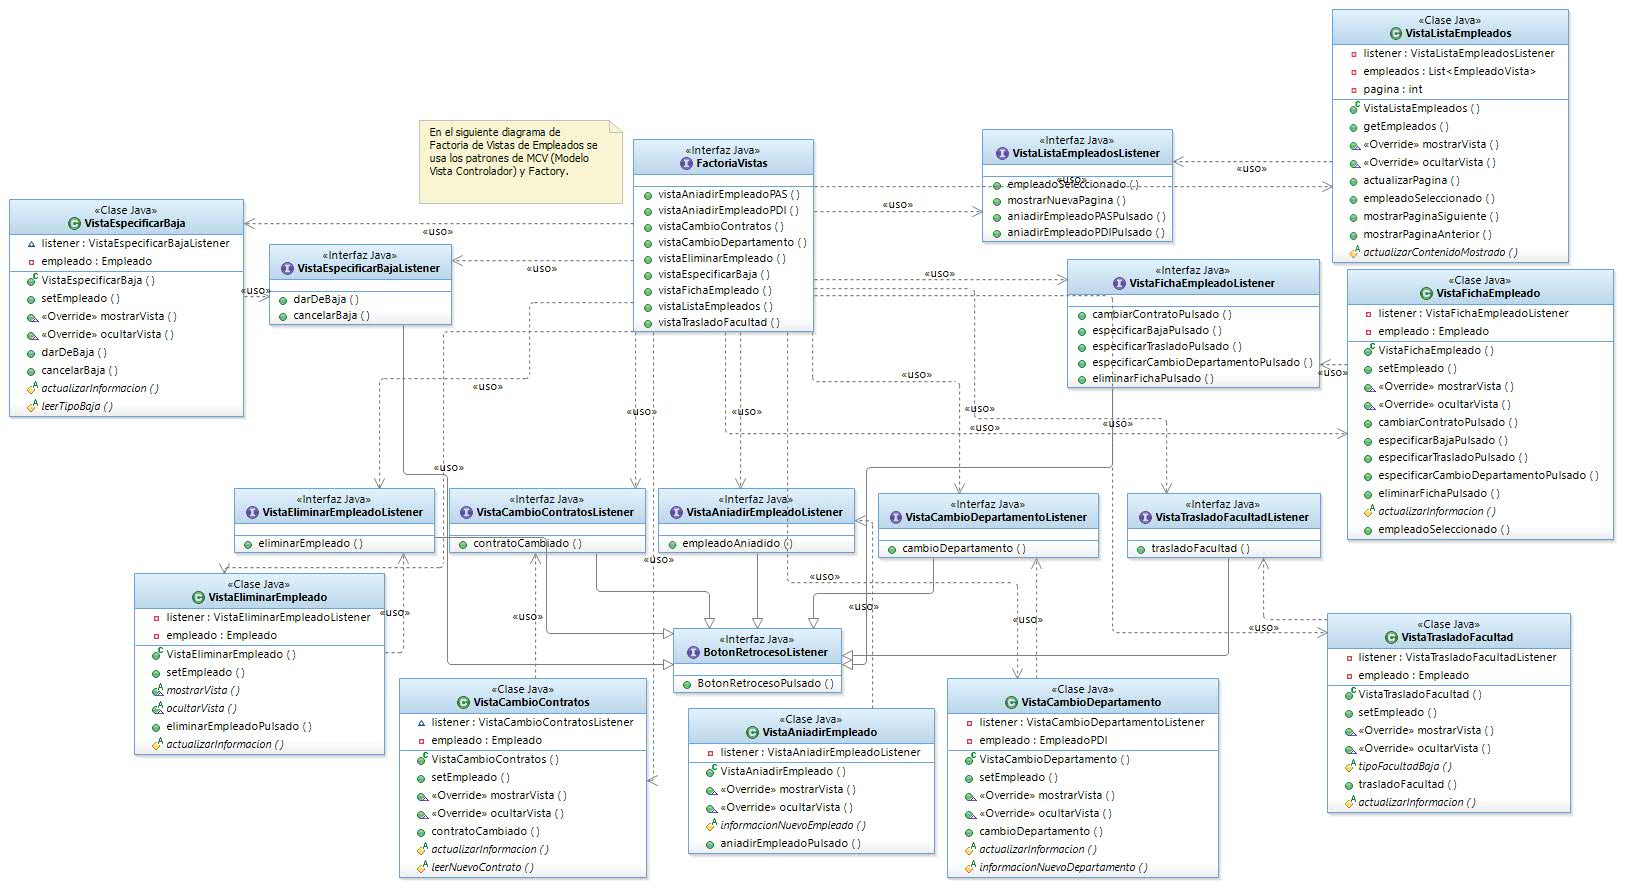 «Clase Java»
VistaListaEmpleados
listener : VistaListaEmpleadosListener
empleados : List<EmpleadoVista>
pagina : int
VistaListaEmpleados ( )
getEmpleados ( )
«Override» mostrarVista ( )
«Override» ocultarVista ( )
actualizarPagina ( )
empleadoSeleccionado ( )
mostrarPaginaSiguiente ( )
mostrarPaginaAnterior ( )
actualizarContenidoMostrado ( )
En el siguiente diagrama de
Factoria de Vistas de Empleados se
usa los patrones de MCV (Modelo
Vista Controlador) y Factory.
«Interfaz Java»
FactoriaVistas
vistaAniadirEmpleadoPAS ( )
vistaAniadirEmpleadoPDI ( )
vistaCambioContratos ( )
vistaCambioDepartamento ( )
vistaEliminarEmpleado ( )
vistaEspecificarBaja ( )
vistaFichaEmpleado ( )
vistaListaEmpleados ( )
vistaTrasladoFacultad ( )
«Interfaz Java»
VistaListaEmpleadosListener
empleadoSeleccionado ( )
mostrarNuevaPagina ( )
aniadirEmpleadoPASPulsado ( )
aniadirEmpleadoPDIPulsado ( )
«uso»
«uso»
«uso»
«Clase Java»
VistaEspecificarBaja
listener : VistaEspecificarBajaListener
empleado : Empleado
VistaEspecificarBaja ( )
setEmpleado ( )
«Override» mostrarVista ( )
«Override» ocultarVista ( )
darDeBaja ( )
cancelarBaja ( )
actualizarInformacion ( )
leerTipoBaja ( )
«uso»
«Interfaz Java»
VistaEspecificarBajaListener
darDeBaja ( )
cancelarBaja ( )
«uso»
«uso»
«uso»
«Interfaz Java»
VistaFichaEmpleadoListener
cambiarContratoPulsado ( )
especificarBajaPulsado ( )
especificarTrasladoPulsado ( )
especificarCambioDepartamentoPulsado ( )
eliminarFichaPulsado ( )
«Clase Java»
VistaFichaEmpleado
listener : VistaFichaEmpleadoListener
empleado : Empleado
VistaFichaEmpleado ( )
setEmpleado ( )
«Override» mostrarVista ( )
«Override» ocultarVista ( )
cambiarContratoPulsado ( )
especificarBajaPulsado ( )
especificarTrasladoPulsado ( )
especificarCambioDepartamentoPulsado ( )
eliminarFichaPulsado ( )
actualizarInformacion ( )
empleadoSeleccionado ( )
«uso»
«uso»
«uso»
«uso»
«uso»
«uso»
«uso»
«uso»
«uso»
«Interfaz Java»
VistaEliminarEmpleadoListener
eliminarEmpleado ( )
«uso»
«Interfaz Java»
VistaCambioContratosListener
contratoCambiado ( )
«Interfaz Java»
VistaAniadirEmpleadoListener
empleadoAniadido ( )
«Interfaz Java»
VistaCambioDepartamentoListener
cambioDepartamento ( )
«Interfaz Java»
VistaTrasladoFacultadListener
trasladoFacultad ( )
«uso»
«uso»
«uso»
«uso»
«uso»
«uso»
«uso»
«Clase Java»
VistaEliminarEmpleado
listener : VistaEliminarEmpleadoListener
empleado : Empleado
VistaEliminarEmpleado ( )
setEmpleado ( )
mostrarVista ( )
ocultarVista ( )
eliminarEmpleadoPulsado ( )
actualizarInformacion ( )
«Interfaz Java»
BotonRetrocesoListener
BotonRetrocesoPulsado ( )
«Clase Java»
VistaTrasladoFacultad
listener : VistaTrasladoFacultadListener
empleado : Empleado
VistaTrasladoFacultad ( )
setEmpleado ( )
«Override» mostrarVista ( )
«Override» ocultarVista ( )
tipoFacultadBaja ( )
trasladoFacultad ( )
actualizarInformacion ( )
«Clase Java»
VistaCambioContratos
listener : VistaCambioContratosListener
empleado : Empleado
VistaCambioContratos ( )
setEmpleado ( )
«Override» mostrarVista ( )
«Override» ocultarVista ( )
contratoCambiado ( )
actualizarInformacion ( )
leerNuevoContrato ( )
«Clase Java»
VistaAniadirEmpleado
listener : VistaAniadirEmpleadoListener
VistaAniadirEmpleado ( )
«Override» mostrarVista ( )
«Override» ocultarVista ( )
informacionNuevoEmpleado ( )
aniadirEmpleadoPulsado ( )
«Clase Java»
VistaCambioDepartamento
listener : VistaCambioDepartamentoListener
empleado : EmpleadoPDI
VistaCambioDepartamento ( )
setEmpleado ( )
«Override» mostrarVista ( )
«Override» ocultarVista ( )
cambioDepartamento ( )
actualizarInformacion ( )
informacionNuevoDepartamento ( )